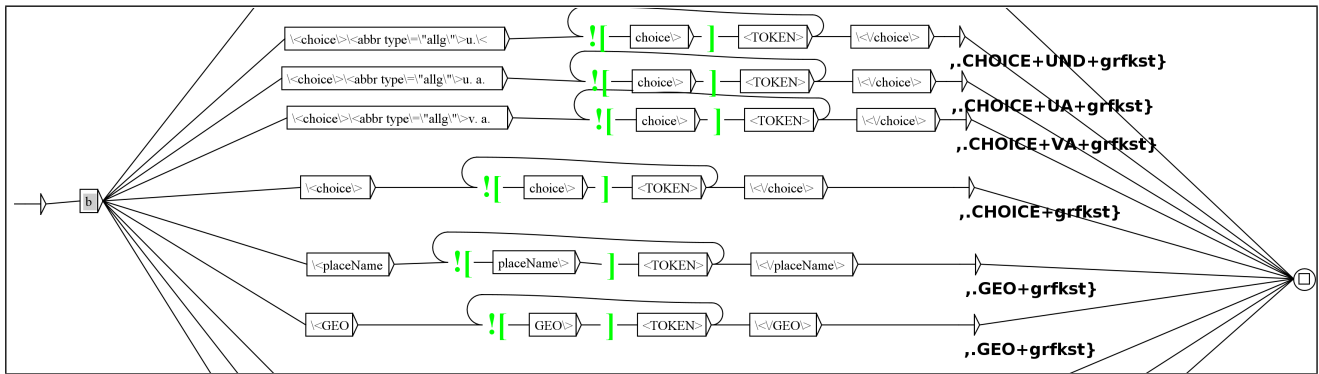 \<choice\>\<abbr type\=\"allg\"\>u.\< ![ choice\> ] <TOKEN> \<\/choice\>
,.CHOICE+UND+grfkst}
\<choice\>\<abbr type\=\"allg\"\>u. a. ![ choice\> ] <TOKEN> \<\/choice\>
,.CHOICE+UA+grfkst}
\<choice\>\<abbr type\=\"allg\"\>v. a. ![ choice\> ] <TOKEN> \<\/choice\>
,.CHOICE+VA+grfkst}
\<choice\> ![ choice\> ] <TOKEN> \<\/choice\>
b
,.CHOICE+grfkst}
\<placeName ![ placeName\> ] <TOKEN> \<\/placeName\>
,.GEO+grfkst}
\<GEO ![ GEO\> ] <TOKEN> \<\/GEO\>
,.GEO+grfkst}